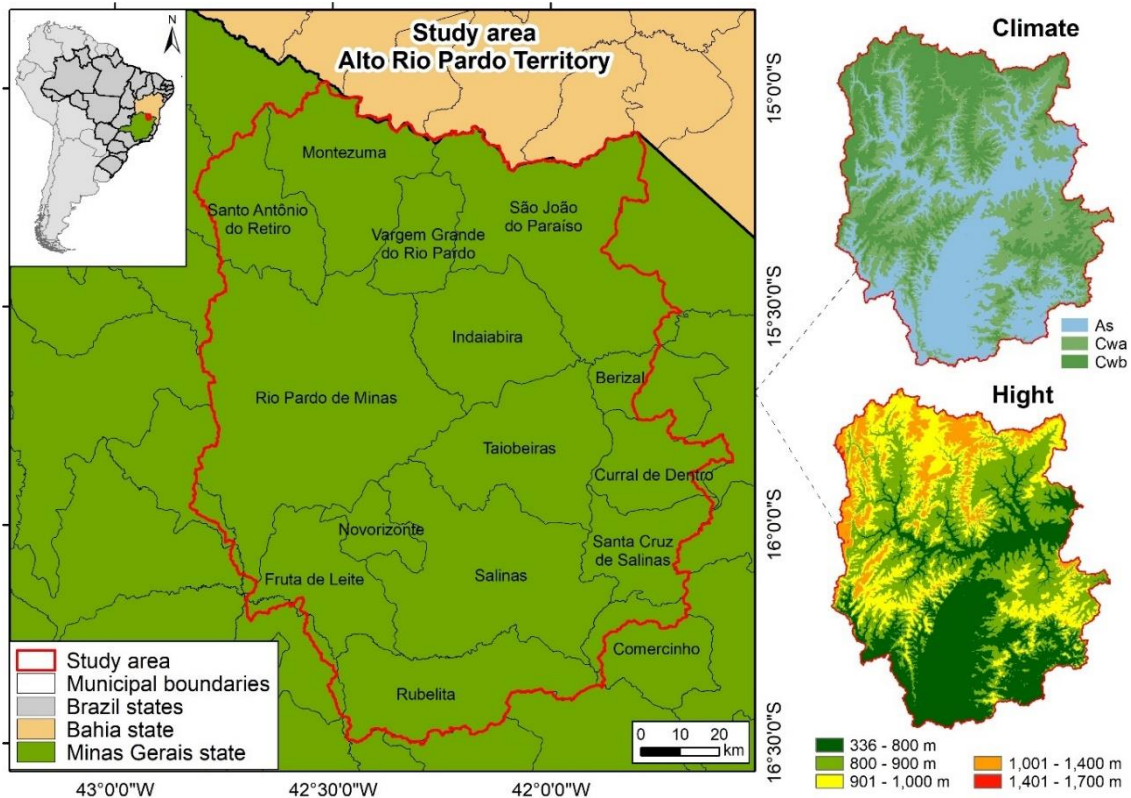 N
Study area
Alto Rio Pardo Territory
Montezuma
Santo Antônio
do Retiro
Vargem Grande
do Rio Pardo
São João
do Paraíso
Indaiabira
Berizal
Rio Pardo de Minas
Taiobeiras
Curral de Dentro
Novorizonte
Santa Cruz
de Salinas
Fruta de Leite
Salinas
Comercinho
Rubelita
Study area
Municipal boundaries
Brazil states
Bahia state
Minas Gerais state
0 10 20
km
43°0'0"W
42°30'0"W
42°0'0"W
15°0'0"S
15°30'0"S
16°0'0"S
16°30'0"S
Climate
As
Cwa
Cwb
Hight
336 - 800 m
800 - 900 m
901 - 1,000 m
1,001 - 1,400 m
1,401 - 1,700 m